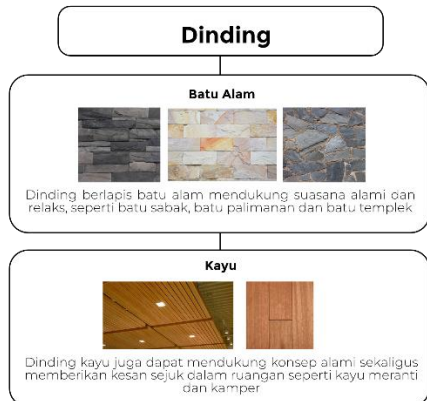 Dinding
Batu Alam
Dinding berlapis batu alam mendukung suasana alami dan
relaks, seperti batu sabak, batu palimanan dan batu templek
Kayu
Dinding kayu juga dapat mendukung konsep alami sekaligus
memberikan kesan sejuk dalam ruangan seperti kayu meranti
dan kamper